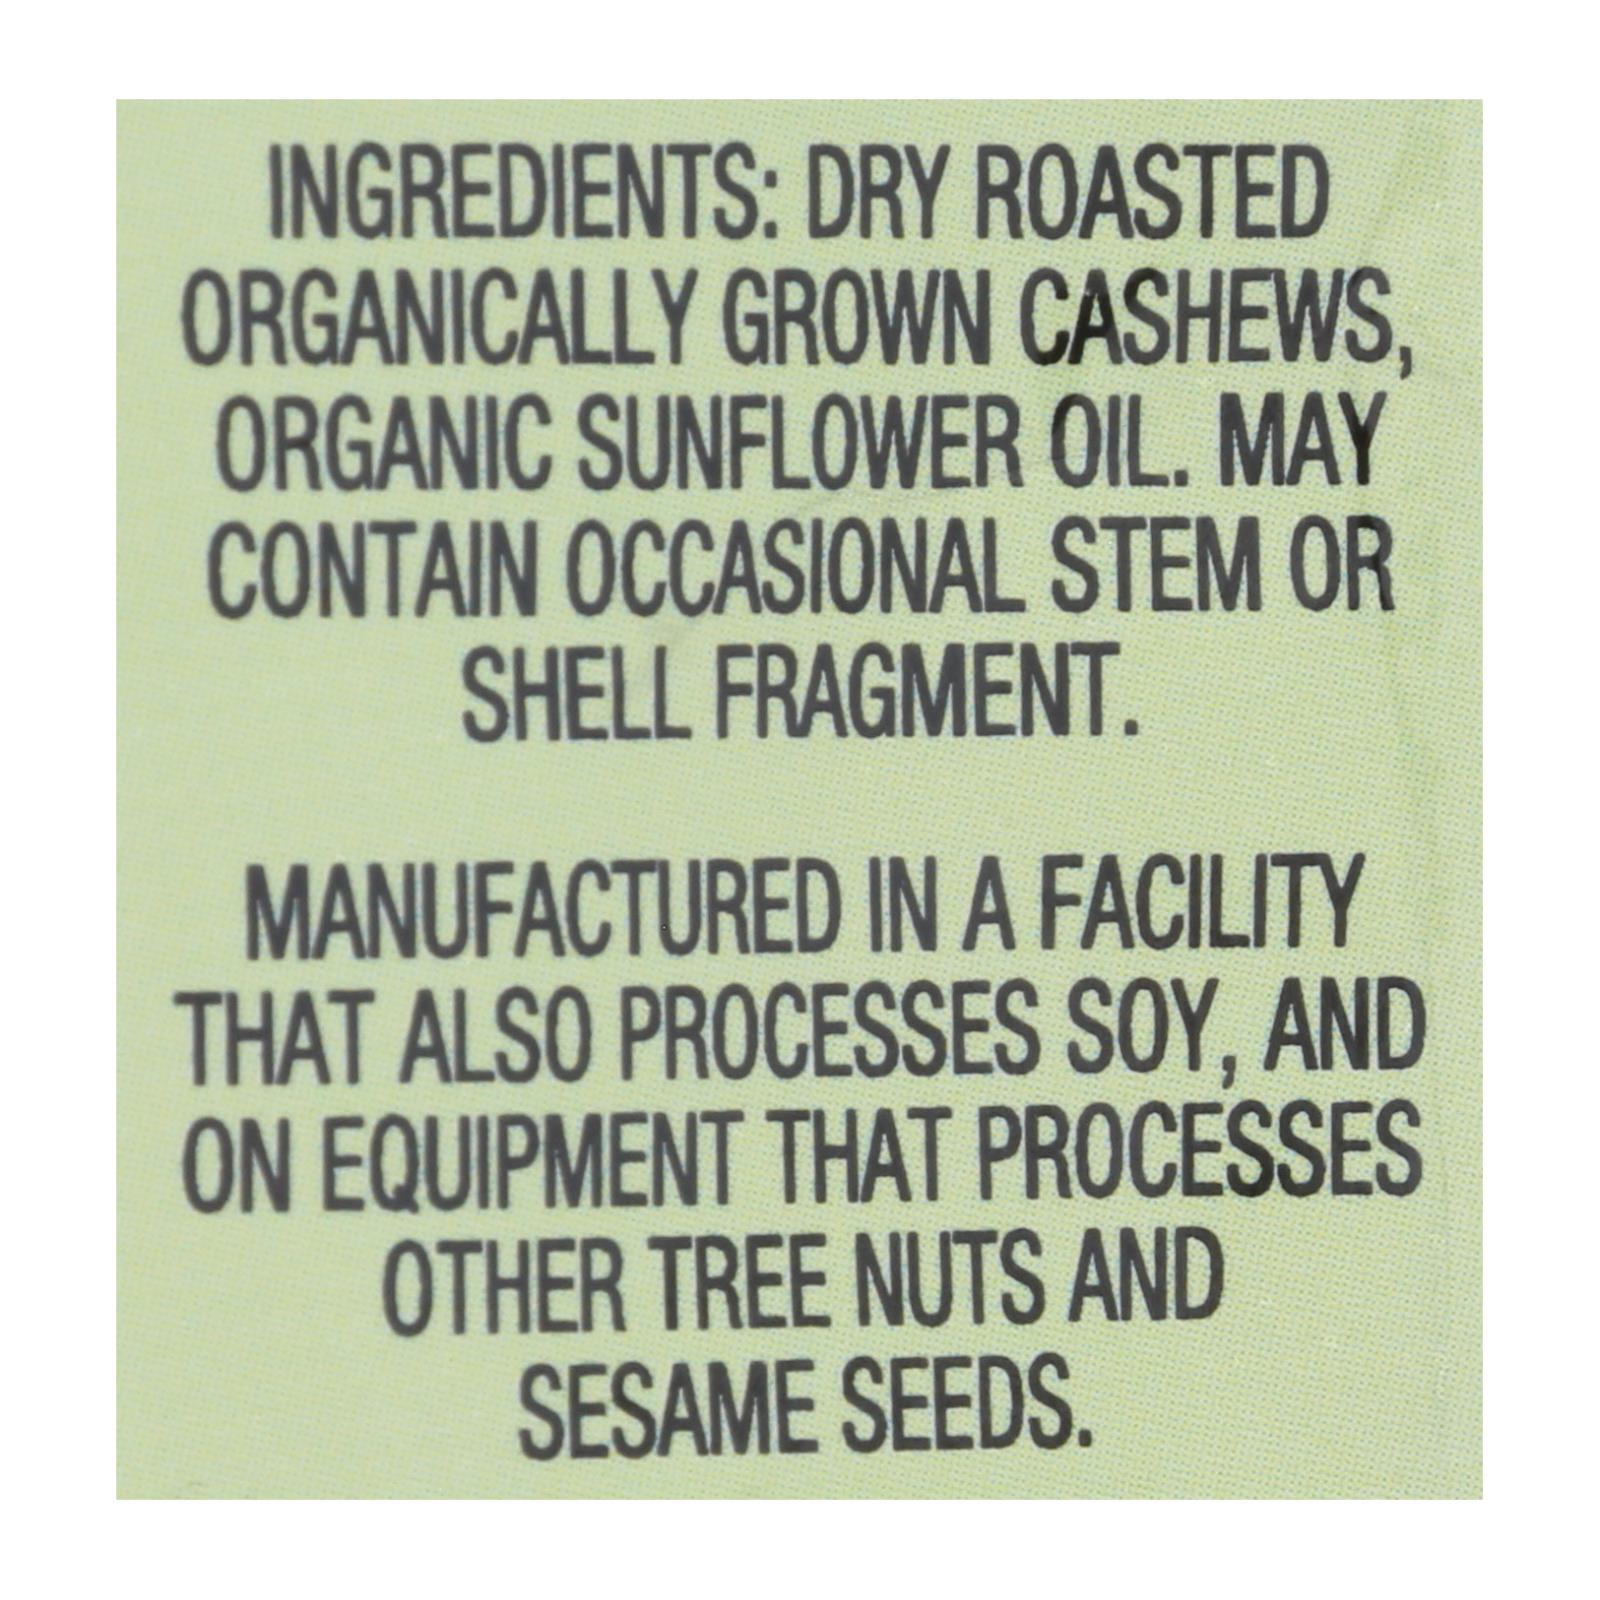 INGREDIENTS: DRY ROASTED
ORGANICALLY GROWN CASHEWS,
ORGANIC SUNFLOWER OIL. MAY
CONTAIN OCCASIONAL STEM OR
SHELL FRAGMENT.
MANUFACTURED IN A FACILITY
THAT ALSO PROCESSES SOY, AND
ON EQUIPMENT THAT PROCESSES
OTHER TREE NUTS AND
SESAME SEEDS.